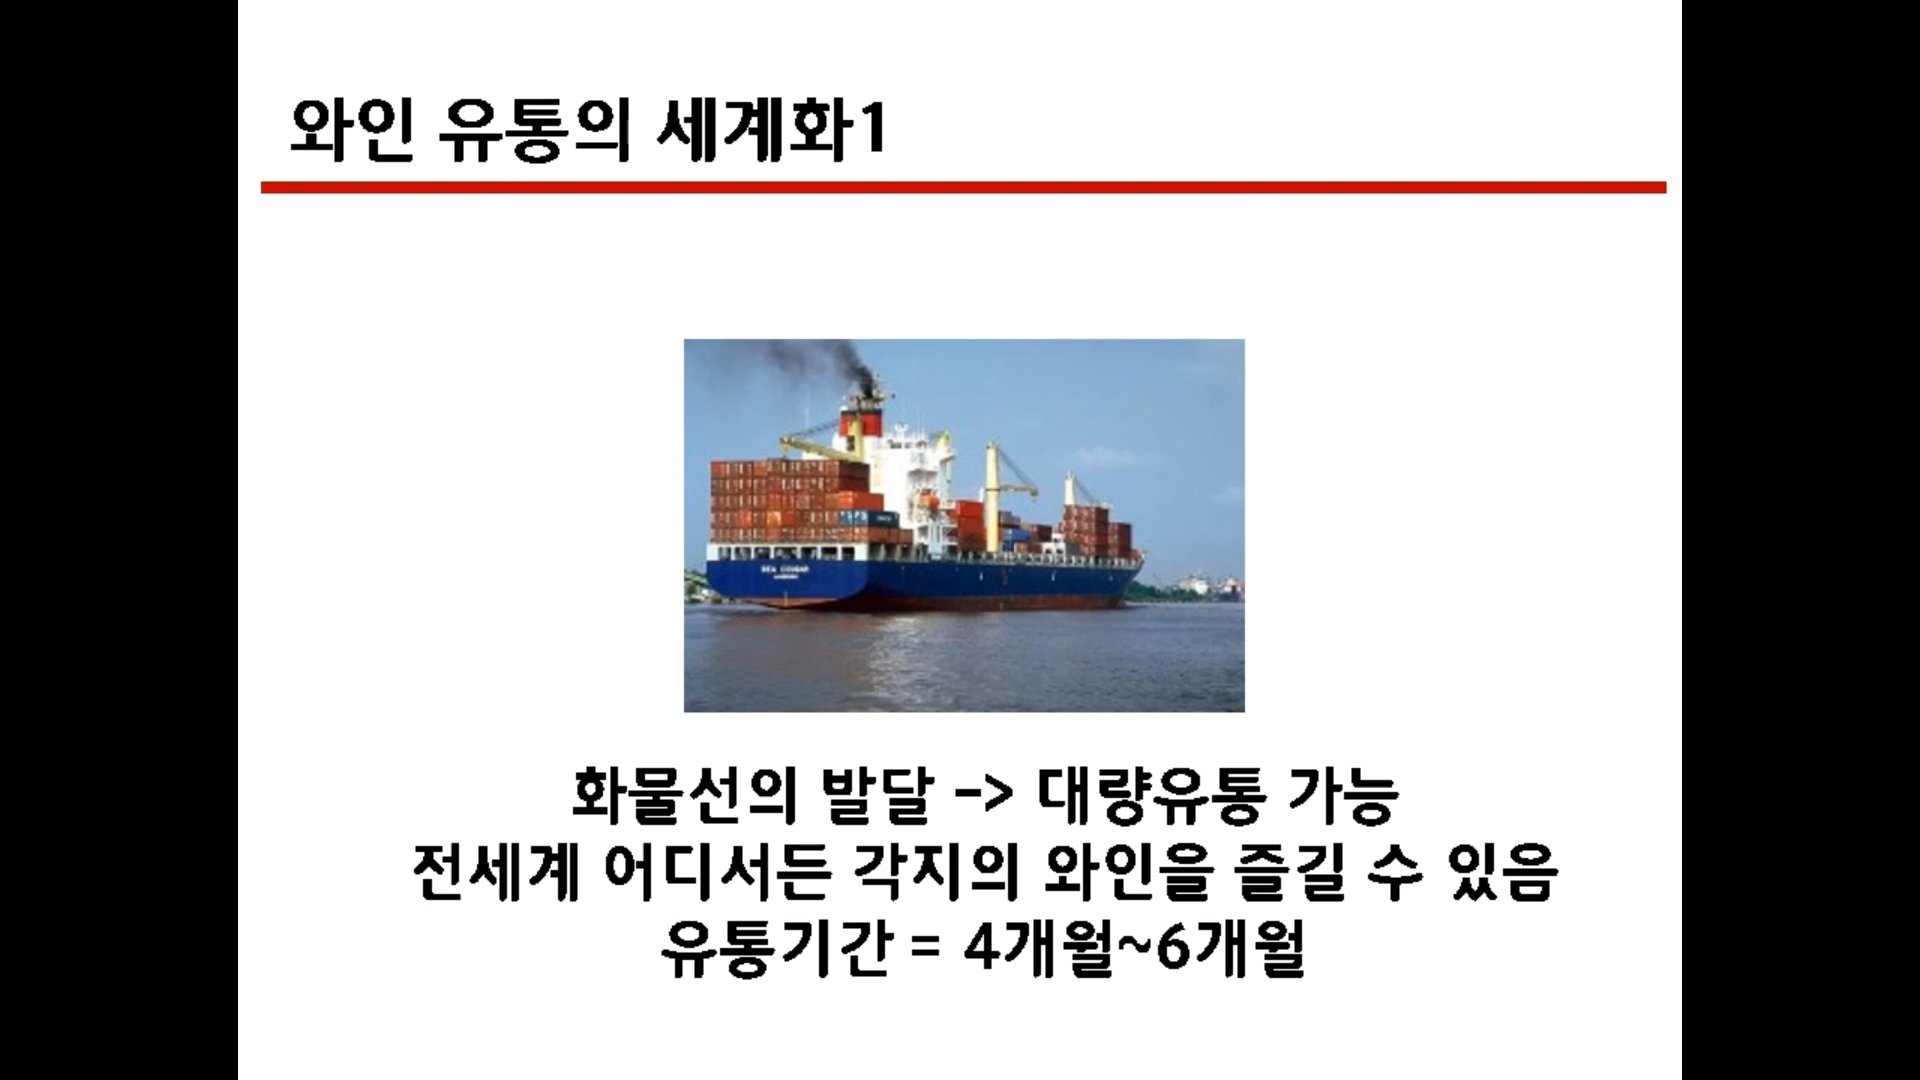 와인 유통의 세계화1
SEA COUGAR
화물선의 발달 -> 대량유통 가능
전세계 어디서든 각지의 와인을 즐길 수 있음
유통기간 = 4개월~6개월